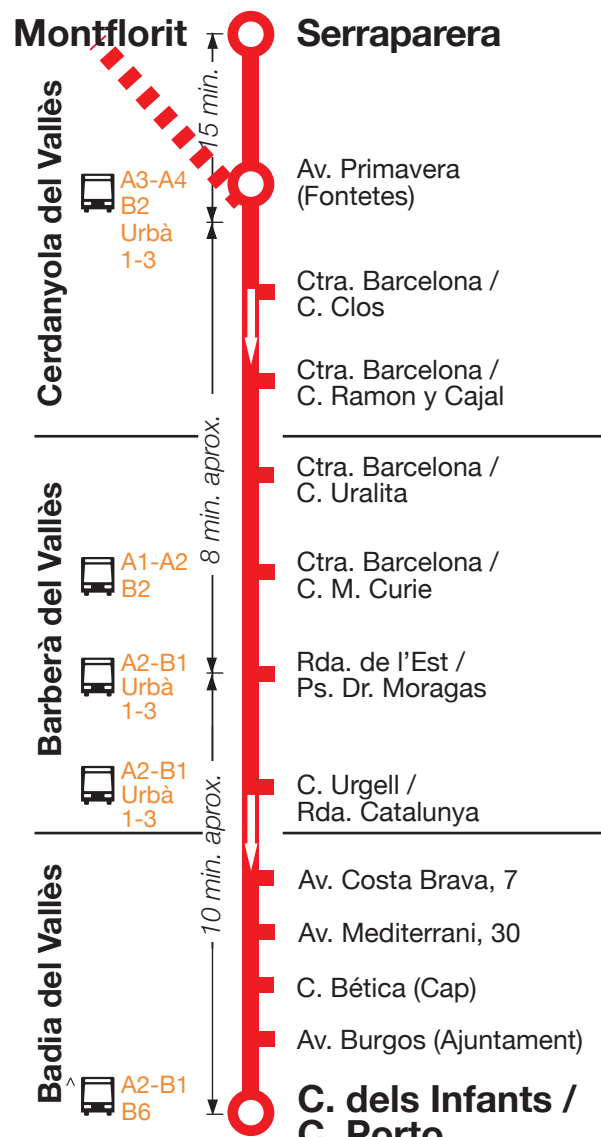 Montflorit
Serraparera
15 min.
Cerdanyola del Vallès
A3-A4
B2
Urbà
1-3
Av. Primavera
(Fontetes)
Ctra. Barcelona /
C. Clos
Ctra. Barcelona /
C. Ramon y Cajal
8 min. aprox.
Barberà del Vallès
Ctra. Barcelona /
C. Uralita
A1-A2
B2
Ctra. Barcelona /
C. M. Curie
A2-B1
Urbà
1-3
Rda. de l’Est /
Ps. Dr. Moragas
A2-B1
Urbà
1-3
C. Urgell /
Rda. Catalunya
10 min. aprox.
Badia del Vallès
Av. Costa Brava, 7
Av. Mediterrani, 30
C. Bética (Cap)
Av. Burgos (Ajuntament)
A2-B1
B6
C. dels Infants /
C. Porto